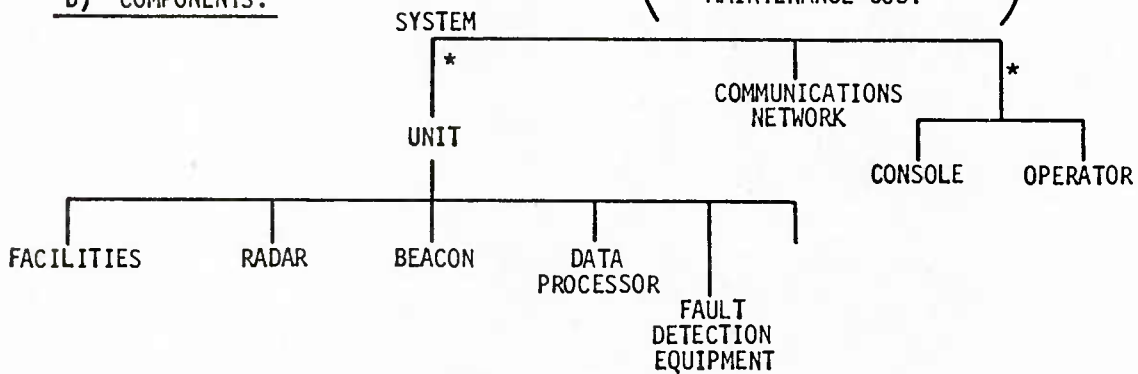 B) COMPONENTS:
MAINTENANCE COST
SYSTEM
*
*
COMMUNICATIONS
NETWORK
UNIT
CONSOLE OPERATOR
FACILITIES RADAR BEACON DATA
PROCESSOR
FAULT
DETECTION
EQUIPMENT